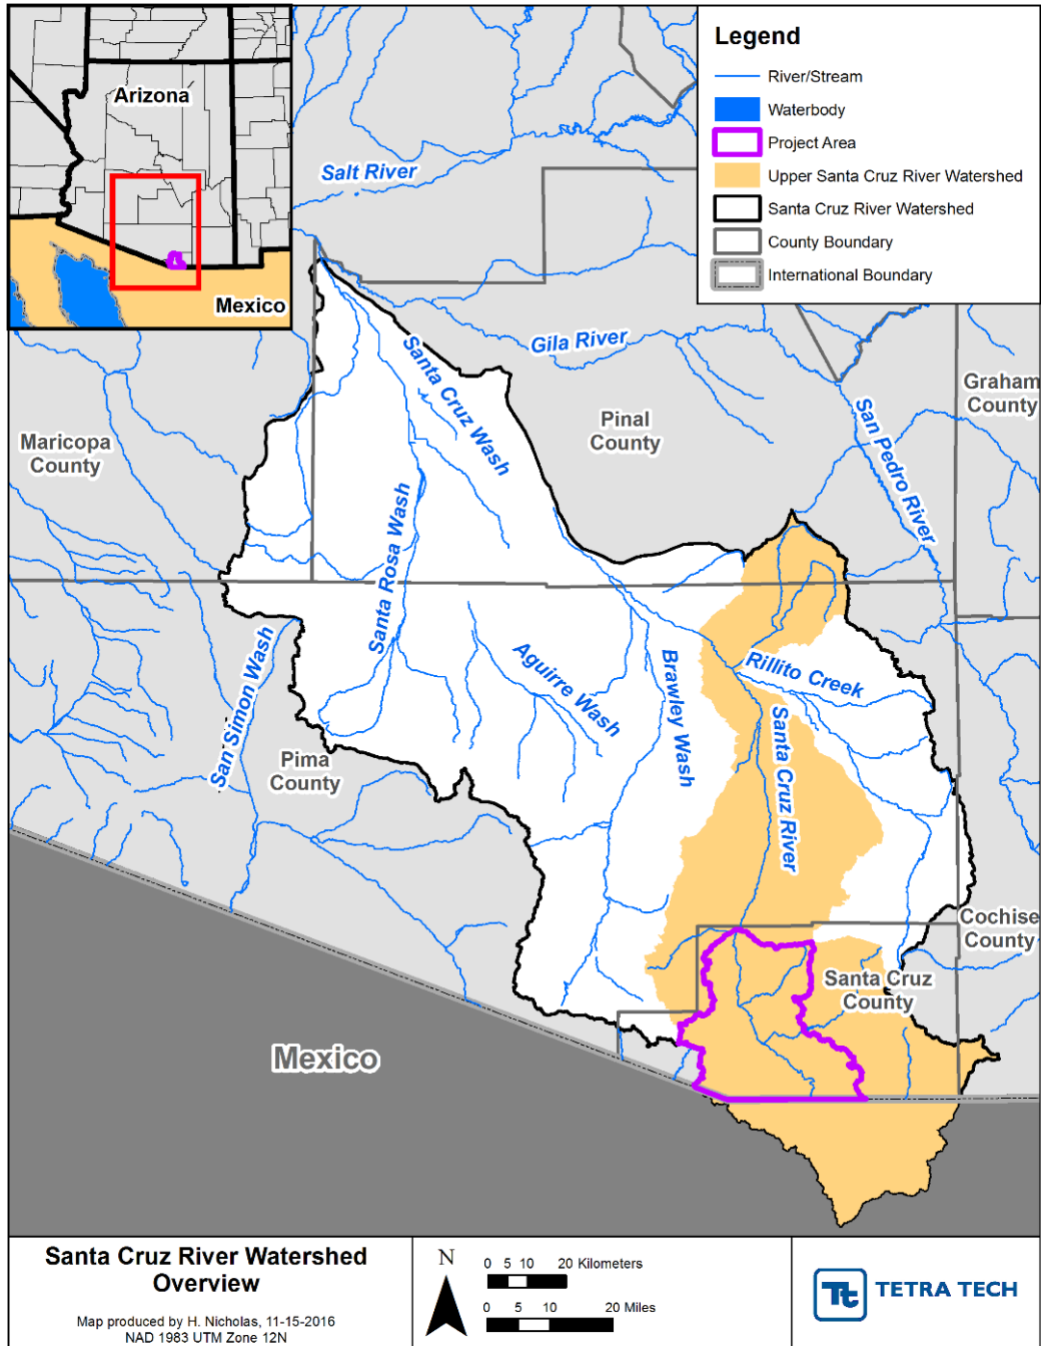 Arizona
Mexico
Legend
River/Stream
Waterbody
Project Area
Upper Santa Cruz River Watershed
Santa Cruz River Watershed
County Boundary
International Boundary
Salt River
Gila River
Santa Cruz Wash
Graham
County
Pinal
County
San Pedro River
Maricopa
County
Santa Rosa Wash
San Simon Wash
Aguirre Wash
Brawley Wash
Rillito Creek
Santa Cruz River
Pima
County
Cochise
County
Santa Cruz
County
Mexico
Santa Cruz River Watershed
Overview
Map produced by H. Nicholas, 11-15-2016
NAD 1983 UTM Zone 12N
N
0 5 10 20 Kilometers
0 5 10 20 Miles
Tt TETRA TECH